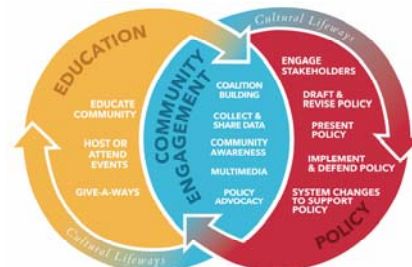 Cultural Lifeways
EDUCATION
EDUCATE
COMMUNITY
HOST OR
ATTEND
EVENTS
GIVE-A-WAYS
Cultural Lifeways
COMMUNITY
ENGAGEMENT
COALITION
BUILDING
COLLECT &
SHARE DATA
COMMUNITY
AWARENESS
MULTIMEDIA
POLICY
ADVOCACY
ENGAGE
STAKEHOLDERS
DRAFT &
REVISE POLICY
PRESENT
POLICY
IMPLEMENT
& DEFEND POLICY
SYSTEM CHANGES
TO SUPPORT
POLICY
POLICY